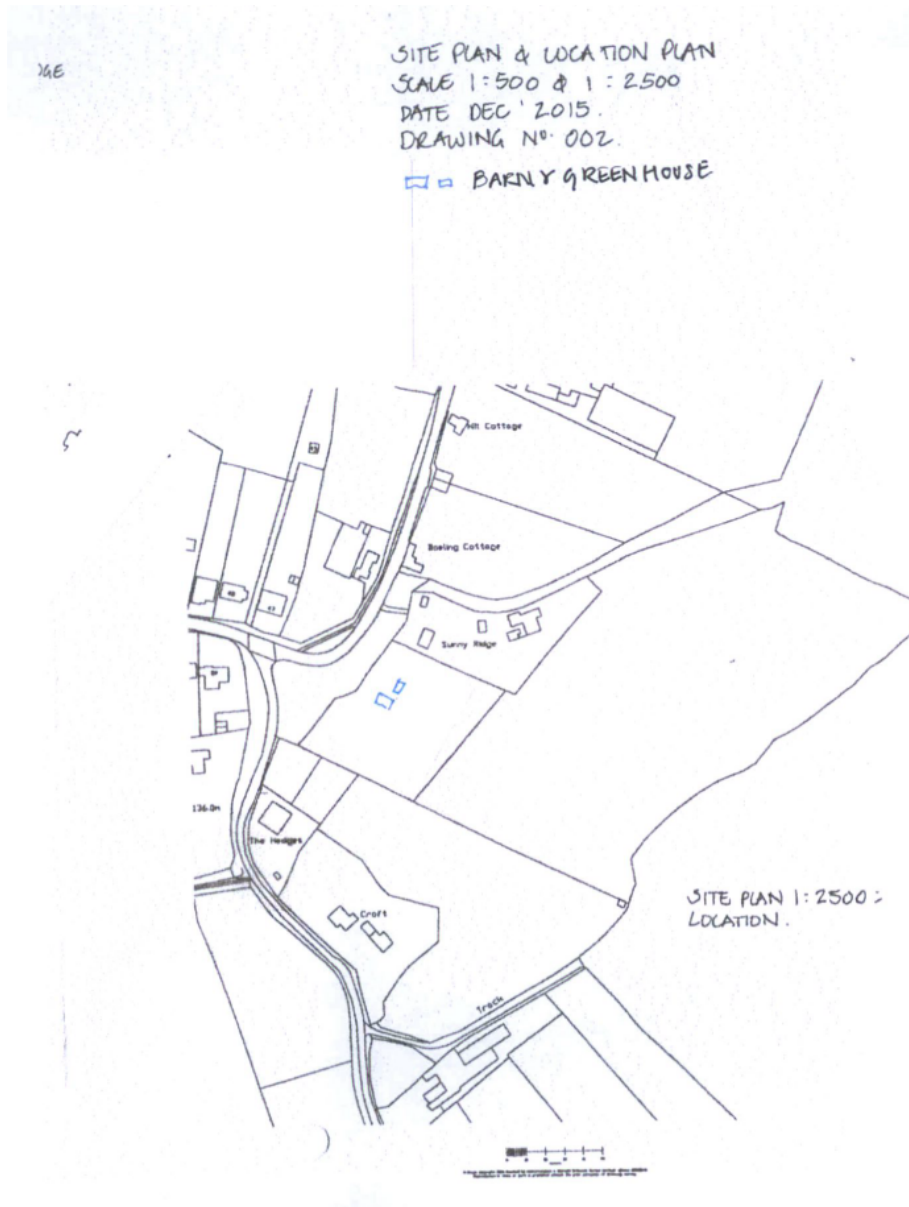 SITE PLAN & LOCATION PLAN
SCALE 1:500 & 1:2500
DATE DEC' 2015.
DRAWING Nº 002.
BARN & GREENHOUSE
Cottage
Boeling Cottage
Sunny Ridge
136.0m
The Hedges
Croft
SITE PLAN 1:2500 :
LOCATION.
Track